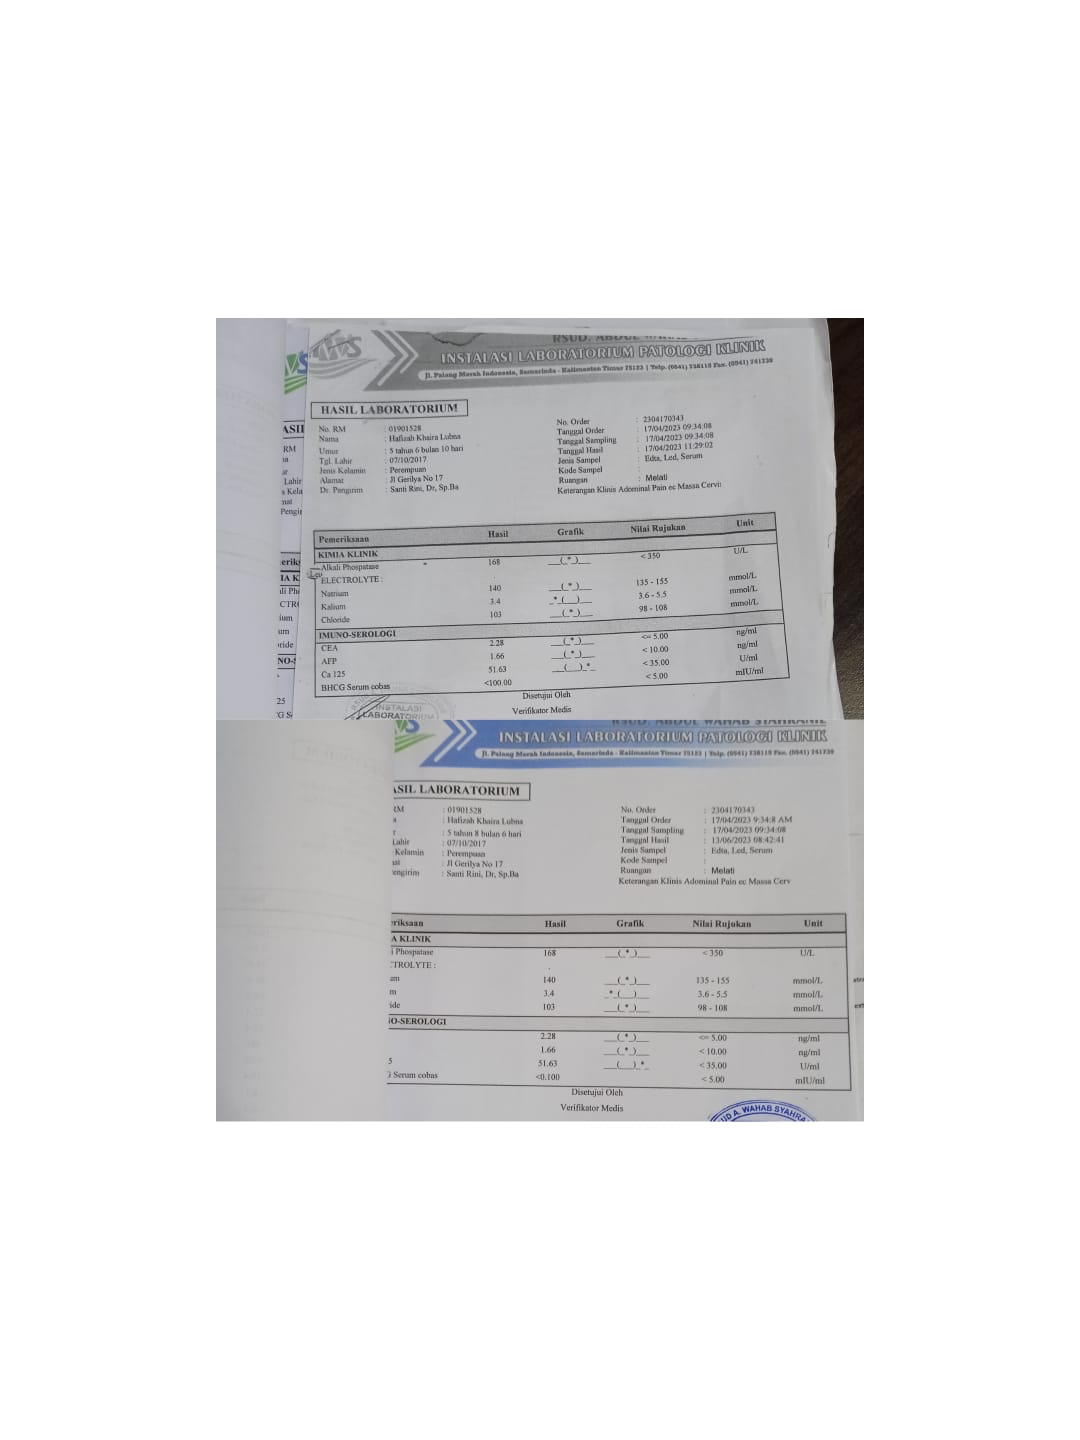 RSUD. ABDUL
INSTALASI LABORATORIUM PATOLOGI KLINIK
Jl. Palang Merah Indonesia, Samarinda - Kalimantan Timur 75123 | Telp. (0541) 738118 Fax. (0541) 741739
HASIL LABORATORIUM
No. RM : 01901528
Nama : Hafizah Khaira Lubna
Umur : 5 tahun 6 bulan 10 hari
Tgl. Lahir : 07/10/2017
Jenis Kelamin : Perempuan
Alamat : Jl Gerilya No 17
Dr. Pengirim : Santi Rini, Dr, Sp.Ba
No. Order : 2304170343
Tanggal Order : 17/04/2023 09:34:08
Tanggal Sampling : 17/04/2023 09:34:08
Tanggal Hasil : 17/04/2023 11:29:02
Jenis Sampel : Edta, Led, Serum
Kode Sampel :
Ruangan : Melati
Keterangan Klinis Adominal Pain ec Massa Cervi
Pemeriksaan Hasil Grafik Nilai Rujukan Unit
KIMIA KLINIK
Alkali Phospatase 168 __(_*_)__ < 350 U/L
ELECTROLYTE : .
Natrium 140 __(_*_)__ 135 - 155 mmol/L
Kalium 3.4 _*_(___)__ 3.6 - 5.5 mmol/L
Chloride 103 __(_*_)__ 98 - 108 mmol/L
IMUNO-SEROLOGI
CEA 2.28 __(_*_)__ <= 5.00 ng/ml
AFP 1.66 __(_*_)__ < 10.00 ng/ml
Ca 125 51.63 __(___)_*_ < 35.00 U/ml
BHCG Serum cobas <100.00 < 5.00 mIU/ml
Disetujui Oleh
Verifikator Medis
INSTALASI
LABORATORIUM
RSUD. ABDUL WAHAB SJAHRANIE
INSTALASI LABORATORIUM PATOLOGI KLINIK
Jl. Palang Merah Indonesia, Samarinda - Kalimantan Timur 75123 | Telp. (0541) 738118 Fax. (0541) 741739
ASIL LABORATORIUM
RM : 01901528
a : Hafizah Khaira Lubna
r : 5 tahun 8 bulan 6 hari
Lahir : 07/10/2017
Kelamin : Perempuan
at : Jl Gerilya No 17
engirim : Santi Rini, Dr, Sp.Ba
No. Order : 2304170343
Tanggal Order : 17/04/2023 9:34:8 AM
Tanggal Sampling : 17/04/2023 09:34:08
Tanggal Hasil : 13/06/2023 08:42:41
Jenis Sampel : Edta, Led, Serum
Kode Sampel :
Ruangan : Melati
Keterangan Klinis Adominal Pain ec Massa Cerv
eriksaan Hasil Grafik Nilai Rujukan Unit
A KLINIK
i Phospatase 168 __(_*_)__ < 350 U/L
CTROLYTE : .
um 140 __(_*_)__ 135 - 155 mmol/L
m 3.4 _*_(___)__ 3.6 - 5.5 mmol/L
ide 103 __(_*_)__ 98 - 108 mmol/L
IO-SEROLOGI
2.28 __(_*_)__ <= 5.00 ng/ml
1.66 __(_*_)__ < 10.00 ng/ml
5 51.63 __(___)_*_ < 35.00 U/ml
G Serum cobas <0.100 < 5.00 mIU/ml
Disetujui Oleh
Verifikator Medis
UD A. WAHAB SYAHRA